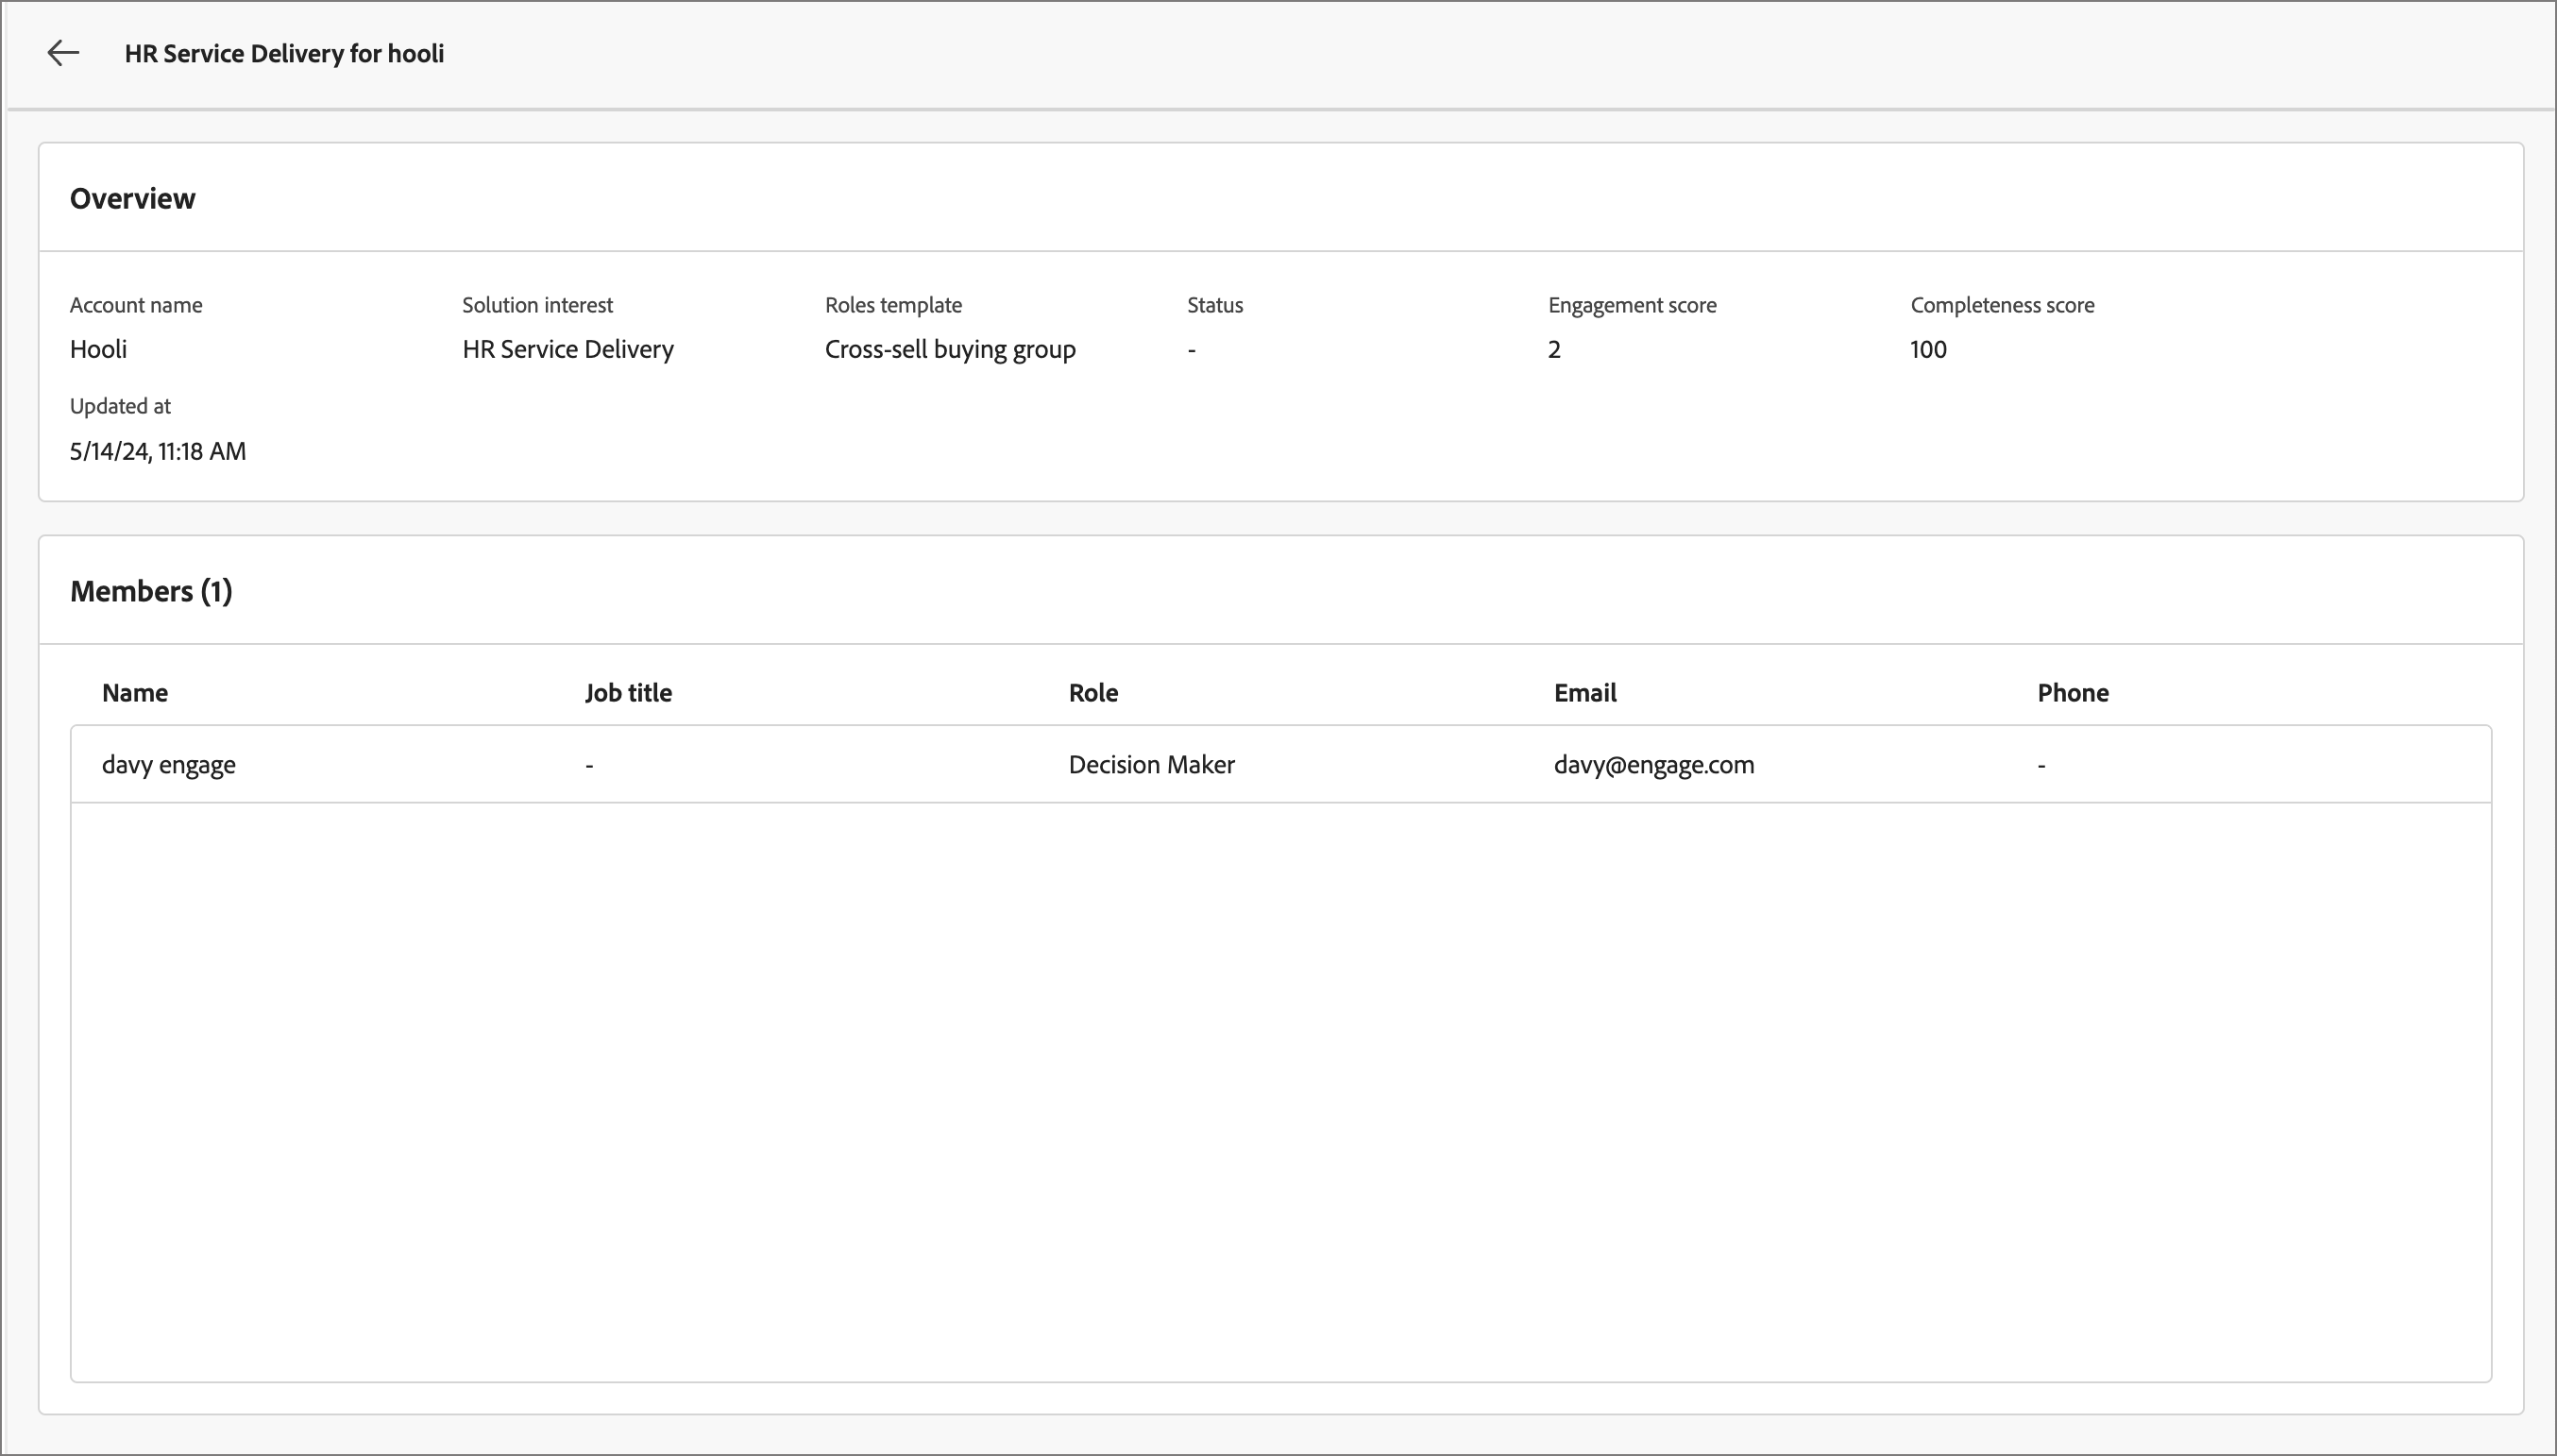 HR Service Delivery for hooli
Overview
Account name Solution interest Roles template Status Engagement score Completeness score
Hooli HR Service Delivery Cross-sell buying group - 2 100
Updated at
5/14/24, 11:18 AM
Members (1)
Name Job title Role Email Phone
davy engage - Decision Maker davy@engage.com -